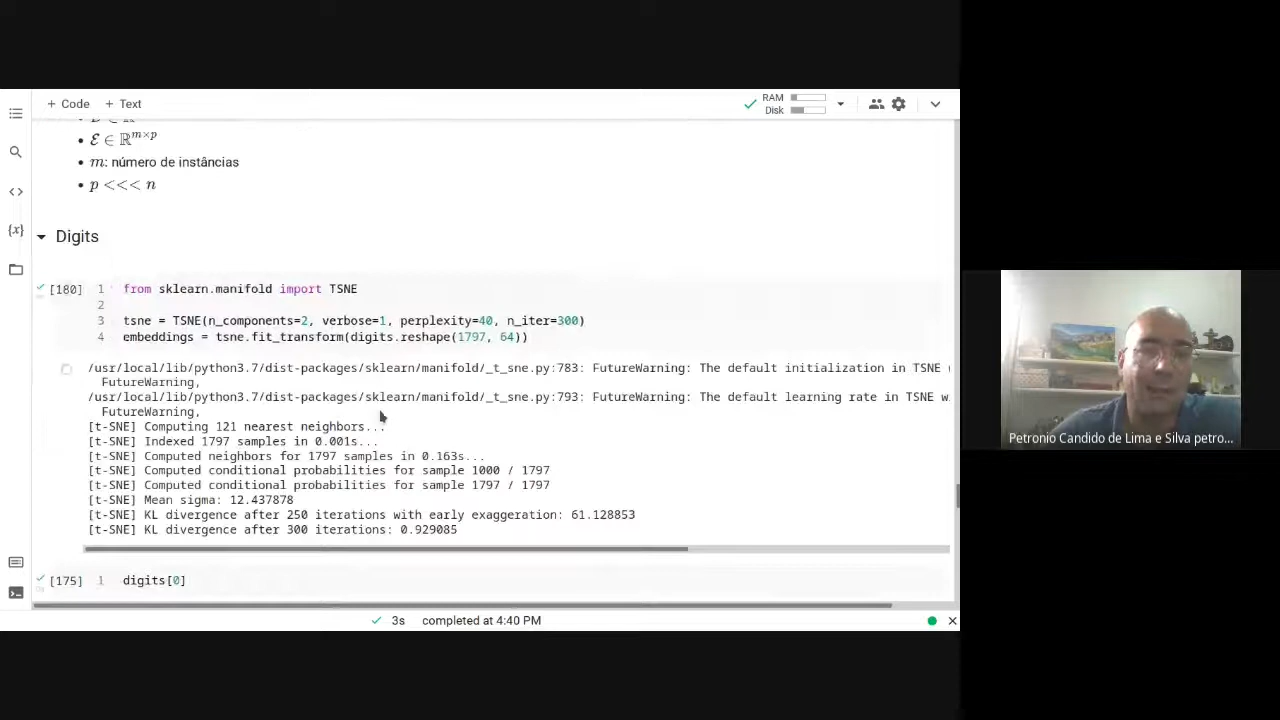 + Code + Text
RAM
Disk
• ℰ ∈ ℝ^{m×p}
• m: número de instâncias
• p <<< n
Digits
[180] 1 from sklearn.manifold import TSNE
2
3 tsne = TSNE(n_components=2, verbose=1, perplexity=40, n_iter=300)
4 embeddings = tsne.fit_transform(digits.reshape(1797, 64))
/usr/local/lib/python3.7/dist-packages/sklearn/manifold/_t_sne.py:783: FutureWarning: The default initialization in TSNE
FutureWarning,
/usr/local/lib/python3.7/dist-packages/sklearn/manifold/_t_sne.py:793: FutureWarning: The default learning rate in TSNE w
FutureWarning,
[t-SNE] Computing 121 nearest neighbors...
[t-SNE] Indexed 1797 samples in 0.001s...
[t-SNE] Computed neighbors for 1797 samples in 0.163s...
[t-SNE] Computed conditional probabilities for sample 1000 / 1797
[t-SNE] Computed conditional probabilities for sample 1797 / 1797
[t-SNE] Mean sigma: 12.437878
[t-SNE] KL divergence after 250 iterations with early exaggeration: 61.128853
[t-SNE] KL divergence after 300 iterations: 0.929085
[175] 1 digits[0]
3s completed at 4:40 PM
Petronio Candido de Lima e Silva petro...